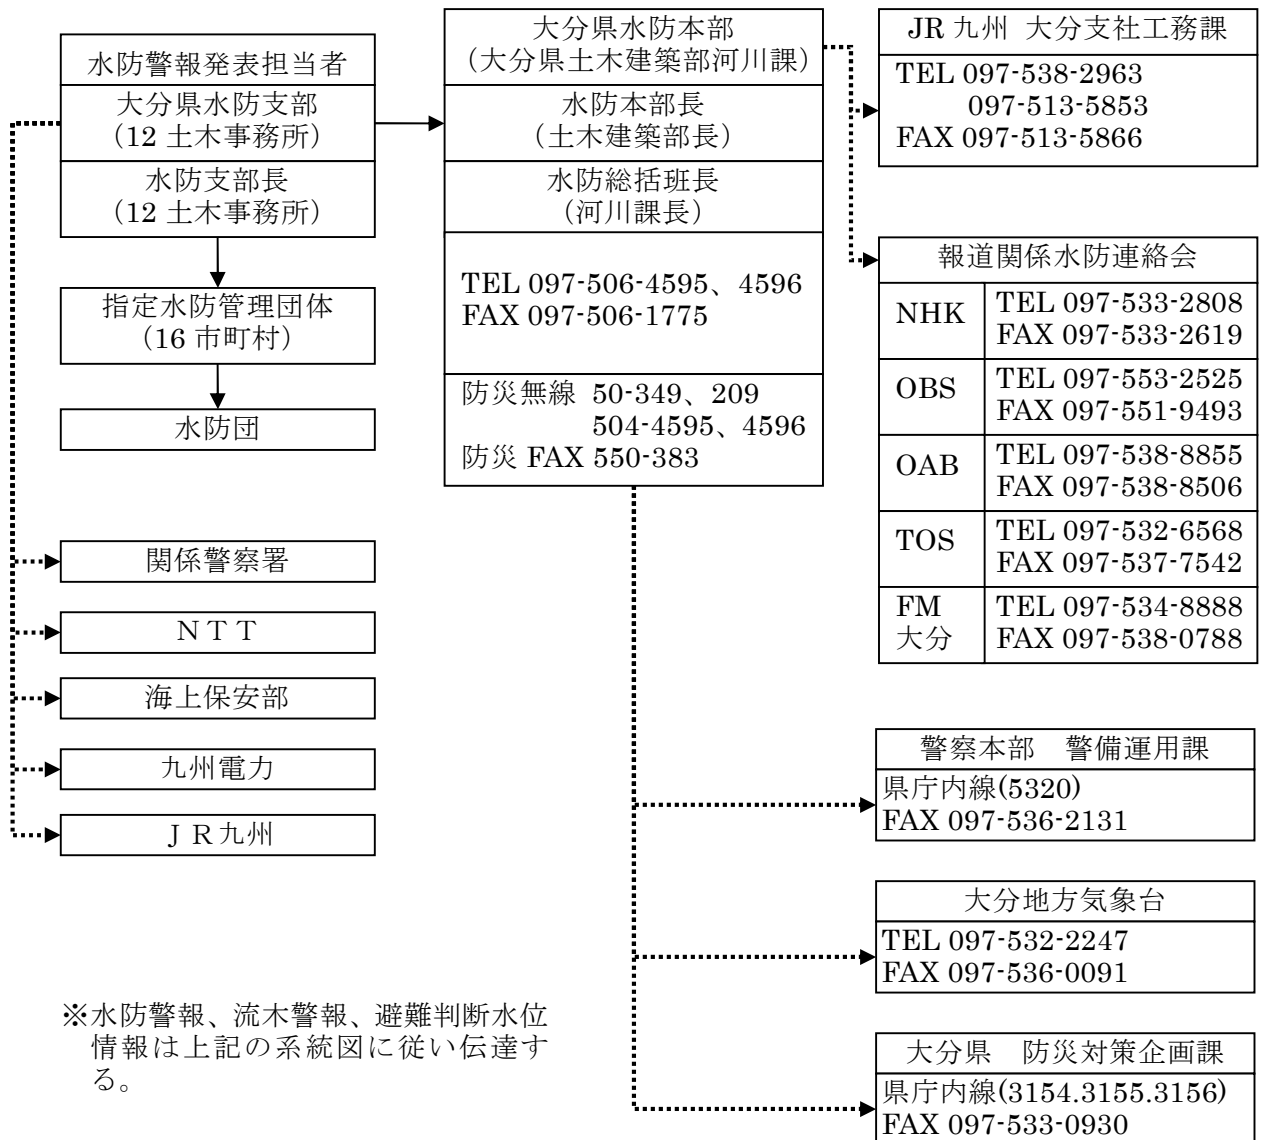 水防警報発表担当者
大分県水防支部
（12 土木事務所）
水防支部長
（12 土木事務所）
指定水防管理団体
（16 市町村）
水防団
関係警察署
ＮＴＴ
海上保安部
九州電力
ＪＲ九州
※水防警報、流木警報、避難判断水位
情報は上記の系統図に従い伝達す
る。
大分県水防本部
（大分県土木建築部河川課）
水防本部長
（土木建築部長）
水防総括班長
（河川課長）
TEL 097-506-4595、4596
FAX 097-506-1775
防災無線 50-349、209
504-4595、4596
防災 FAX 550-383
JR 九州 大分支社工務課
TEL 097-538-2963
097-513-5853
FAX 097-513-5866
報道関係水防連絡会
NHK
TEL 097-533-2808
FAX 097-533-2619
OBS
TEL 097-553-2525
FAX 097-551-9493
OAB
TEL 097-538-8855
FAX 097-538-8506
TOS
TEL 097-532-6568
FAX 097-537-7542
FM
大分
TEL 097-534-8888
FAX 097-538-0788
警察本部　警備運用課
県庁内線(5320)
FAX 097-536-2131
大分地方気象台
TEL 097-532-2247
FAX 097-536-0091
大分県　防災対策企画課
県庁内線(3154.3155.3156)
FAX 097-533-0930